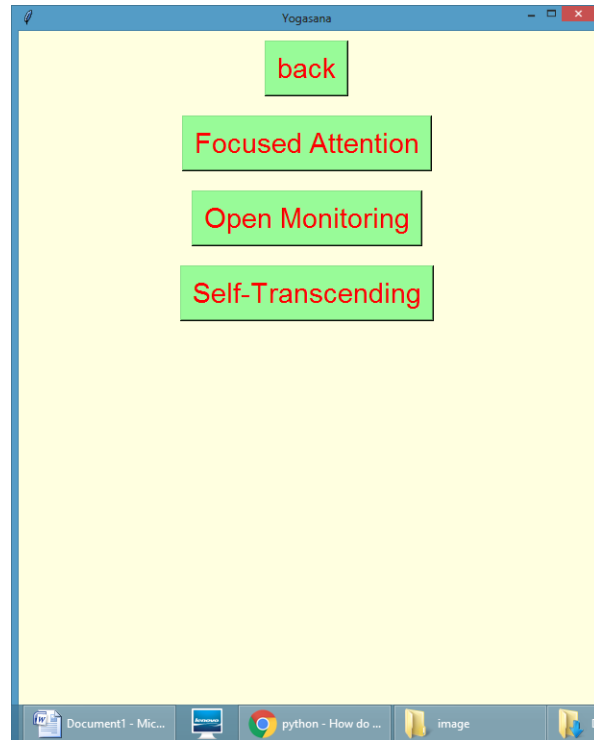 Yogasana
back
Focused Attention
Open Monitoring
Self-Transcending
Document1 - Mic...
lenovo
python - How do ...
image